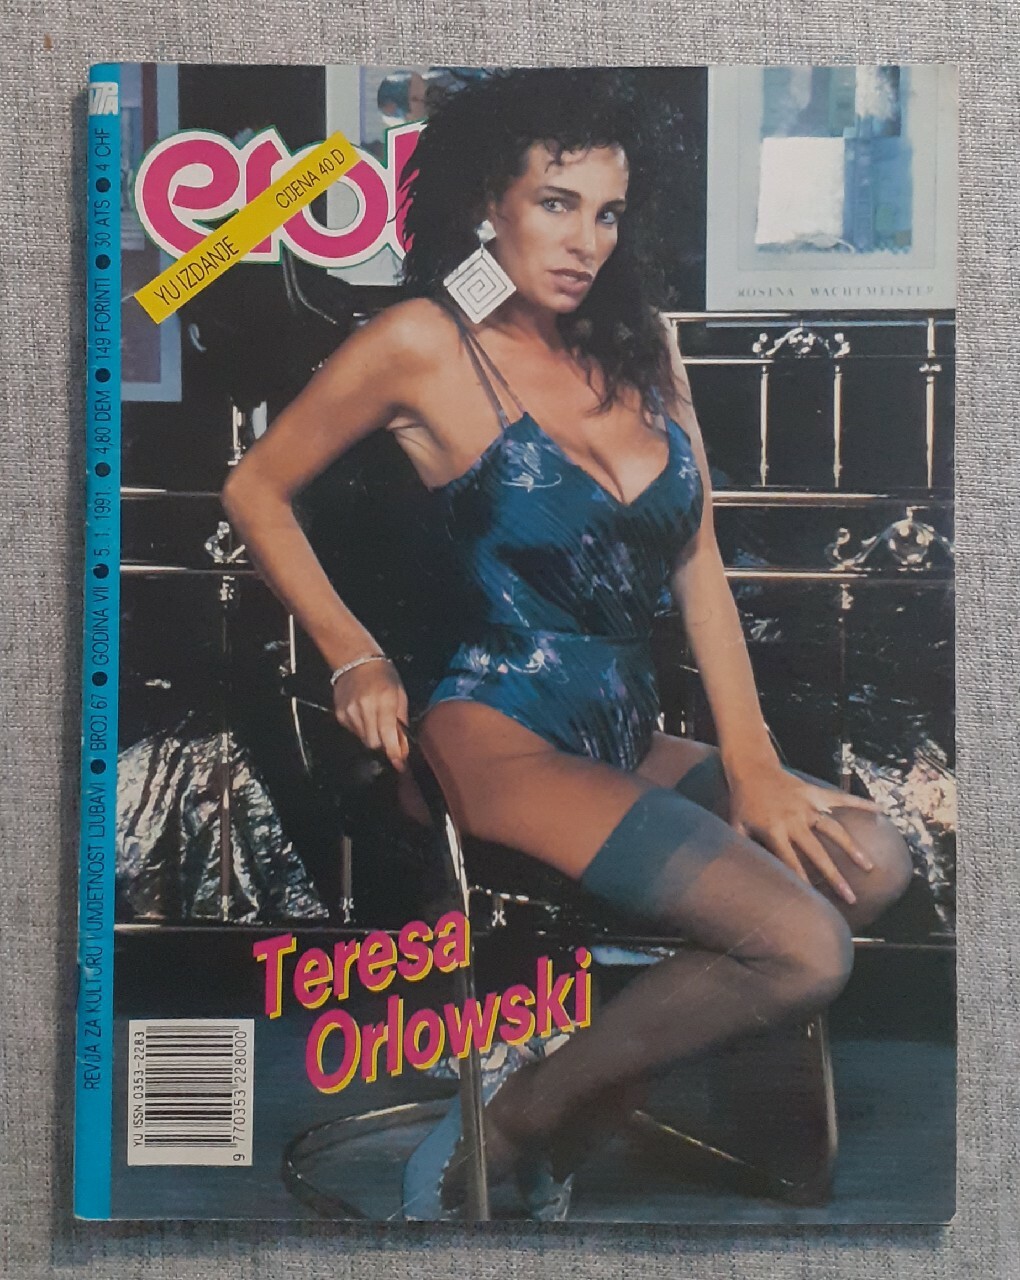 YU IZDANJE CIJENA 40 D
ROSINA WACHTMEISTER
REVIJA ZA KULTURU I UMJETNOST LJUBAVI ● BROJ 67 ● GODINA VII ● 5. 1. 1991. ● 4,80 DEM ● 149 FORINTI ● 30 ATS ● 4 CHF
Teresa
Orlowski
YU ISSN 0353-2283
9 770353 228000